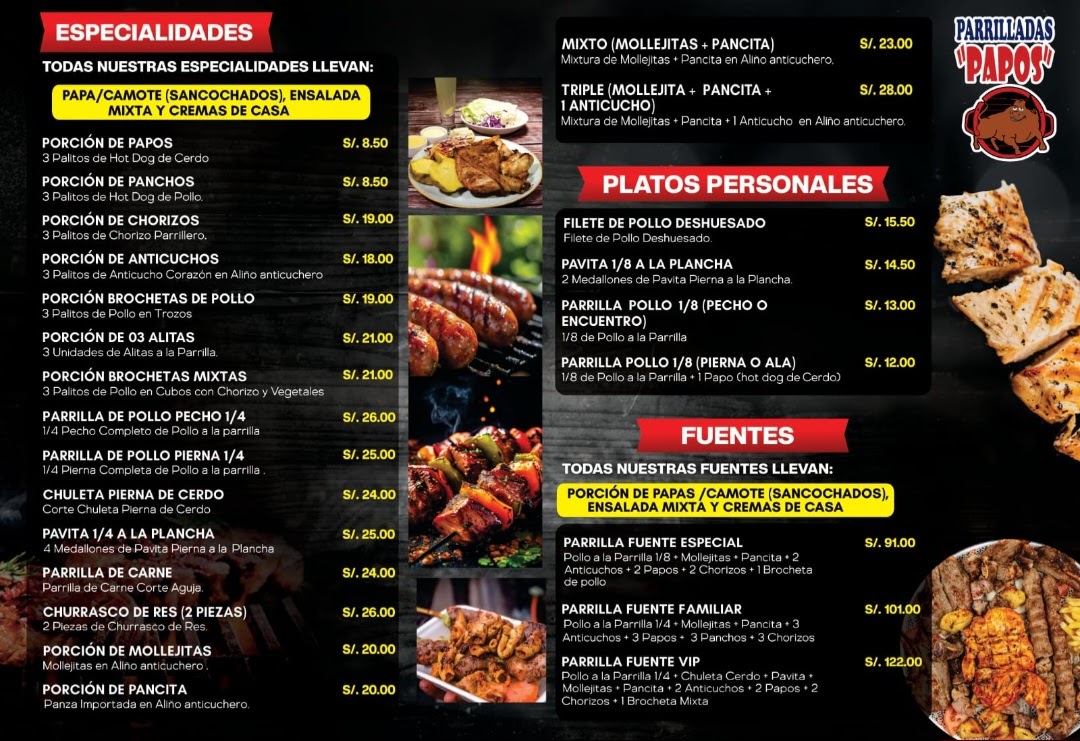 ESPECIALIDADES
TODAS NUESTRAS ESPECIALIDADES LLEVAN:
PAPA/CAMOTE (SANCOCHADOS), ENSALADA
MIXTA Y CREMAS DE CASA
PORCIÓN DE PAPOS S/. 8.50
3 Palitos de Hot Dog de Cerdo
PORCIÓN DE PANCHOS S/. 8.50
3 Palitos de Hot Dog de Pollo.
PORCIÓN DE CHORIZOS S/. 19.00
3 Palitos de Chorizo Parrillero.
PORCIÓN DE ANTICUCHOS S/. 18.00
3 Palitos de Anticucho Corazón en Aliño anticuchero
PORCIÓN BROCHETAS DE POLLO S/. 19.00
3 Palitos de Pollo en Trozos
PORCIÓN DE 03 ALITAS S/. 21.00
3 Unidades de Alitas a la Parrilla.
PORCIÓN BROCHETAS MIXTAS S/. 21.00
3 Palitos de Pollo en Cubos con Chorizo y Vegetales
PARRILLA DE POLLO PECHO 1/4 S/. 26.00
1/4 Pecho Completo de Pollo a la parrilla
PARRILLA DE POLLO PIERNA 1/4 S/. 25.00
1/4 Pierna Completa de Pollo a la parrilla .
CHULETA PIERNA DE CERDO S/. 24.00
Corte Chuleta Pierna de Cerdo
PAVITA 1/4 A LA PLANCHA S/. 25.00
4 Medallones de Pavita Pierna a la Plancha
PARRILLA DE CARNE S/. 24.00
Parrilla de Carne Corte Aguja.
CHURRASCO DE RES (2 PIEZAS) S/. 26.00
2 Piezas de Churrasco de Res.
PORCIÓN DE MOLLEJITAS S/. 20.00
Mollejitas en Aliño anticuchero .
PORCIÓN DE PANCITA S/. 20.00
Panza Importada en Aliño anticuchero.
MIXTO (MOLLEJITAS + PANCITA) S/. 23.00
Mixtura de Mollejitas + Pancita en Aliño anticuchero.
TRIPLE (MOLLEJITA + PANCITA + S/. 28.00
1 ANTICUCHO)
Mixtura de Mollejitas + Pancita + 1 Anticucho en Aliño anticuchero.
PARRILLADAS
"PAPOS"
PLATOS PERSONALES
FILETE DE POLLO DESHUESADO S/. 15.50
Filete de Pollo Deshuesado.
PAVITA 1/8 A LA PLANCHA S/. 14.50
2 Medallones de Pavita Pierna a la Plancha.
PARRILLA POLLO 1/8 (PECHO O S/. 13.00
ENCUENTRO)
1/8 de Pollo a la Parrilla
PARRILLA POLLO 1/8 (PIERNA O ALA) S/. 12.00
1/8 de Pollo a la Parrilla + 1 Papo (hot dog de Cerdo)
FUENTES
TODAS NUESTRAS FUENTES LLEVAN:
PORCIÓN DE PAPAS /CAMOTE (SANCOCHADOS),
ENSALADA MIXTA Y CREMAS DE CASA
PARRILLA FUENTE ESPECIAL S/. 91.00
Pollo a la Parrilla 1/8 + Mollejitas + Pancita + 2
Anticuchos + 2 Papos + 2 Chorizos + 1 Brocheta
de pollo
PARRILLA FUENTE FAMILIAR S/. 101.00
Pollo a la Parrilla 1/4 + Mollejitas + Pancita + 3
Anticuchos + 3 Papos + 3 Panchos + 3 Chorizos
PARRILLA FUENTE VIP S/. 122.00
Pollo a la Parrilla 1/4 + Chuleta Cerdo + Pavita +
Mollejitas + Pancita + 2 Anticuchos + 2 Papos + 2
Chorizos + 1 Brocheta Mixta